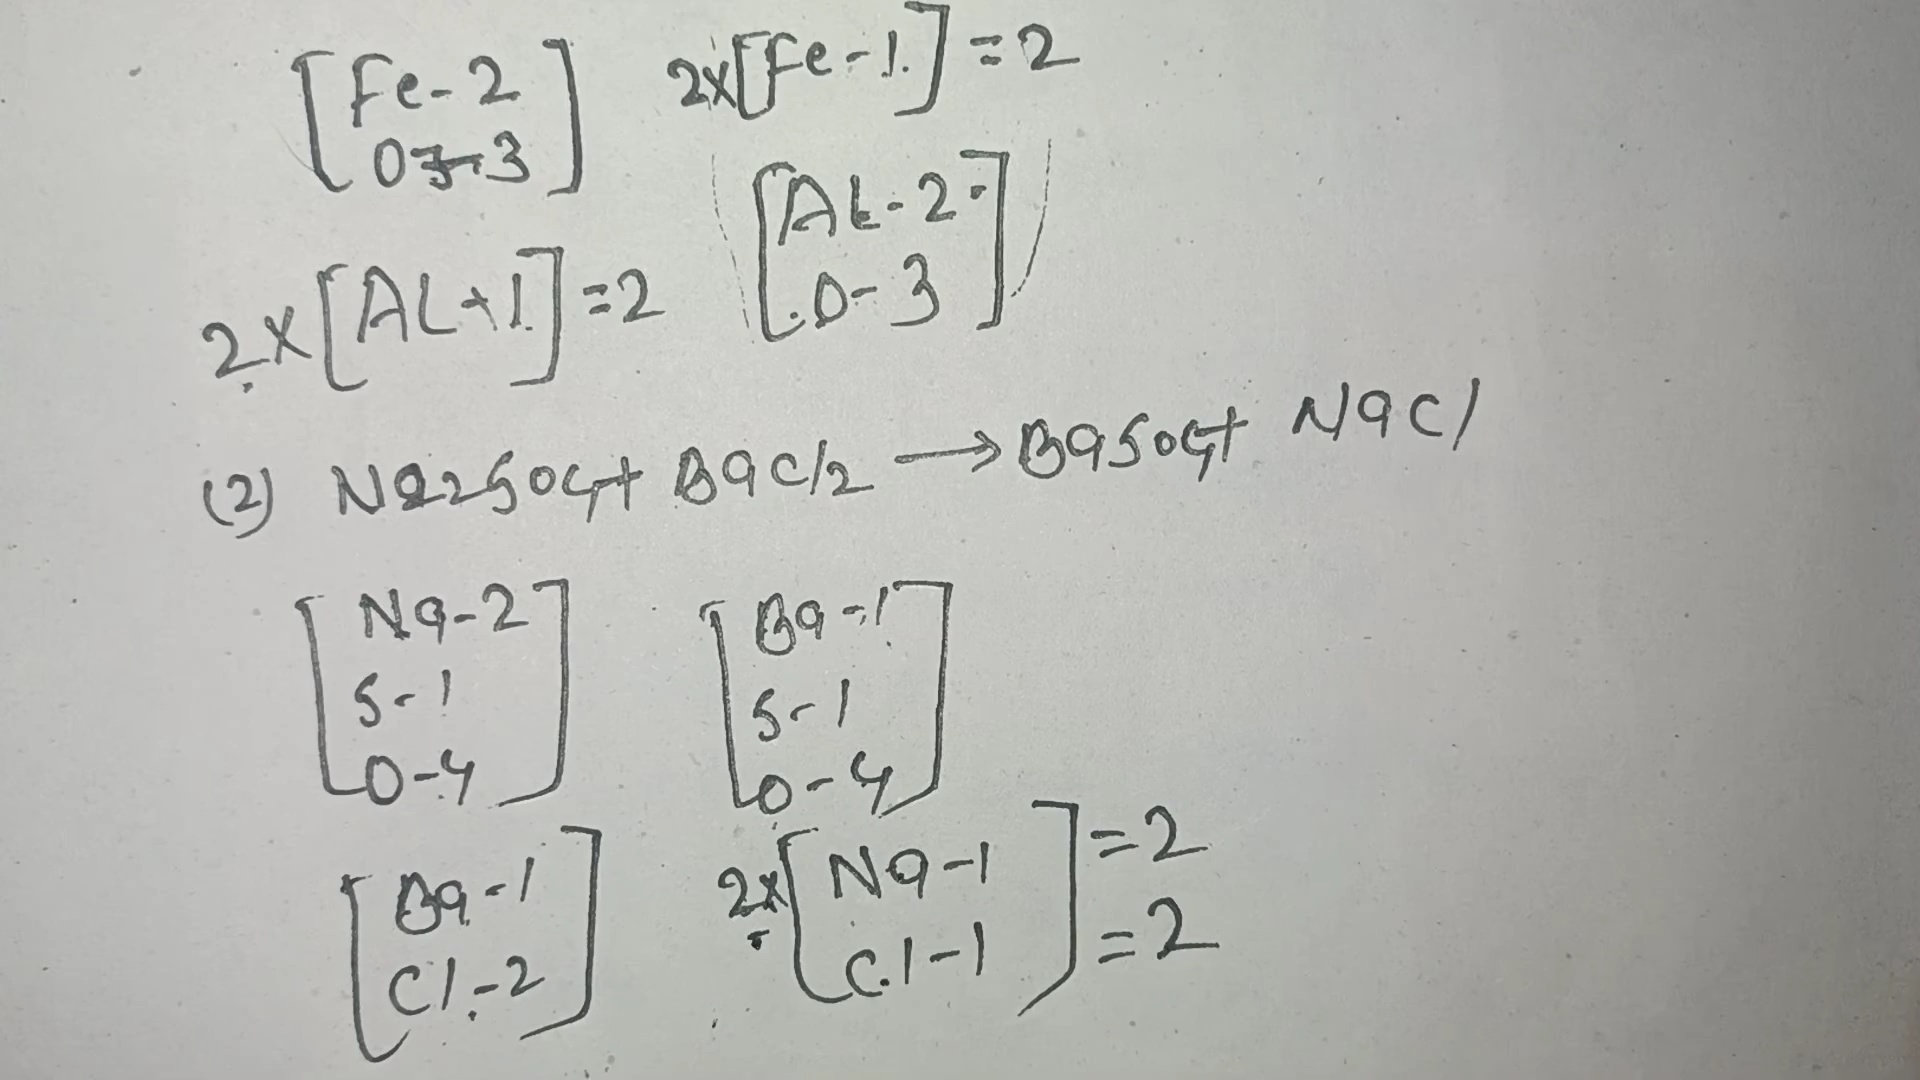 [Fe-2 2x[Fe-1] = 2
O-3]
[AL-2
2x[AL-1] = 2 O-3]
(2) Na2SO4+ BaCl2 → BaSO4+ NaCl
[Na-2 [Ba-1
S-1 S-1
O-4] O-4]
[Ba-1 2x[Na-1 = 2
Cl-2] Cl-1] = 2